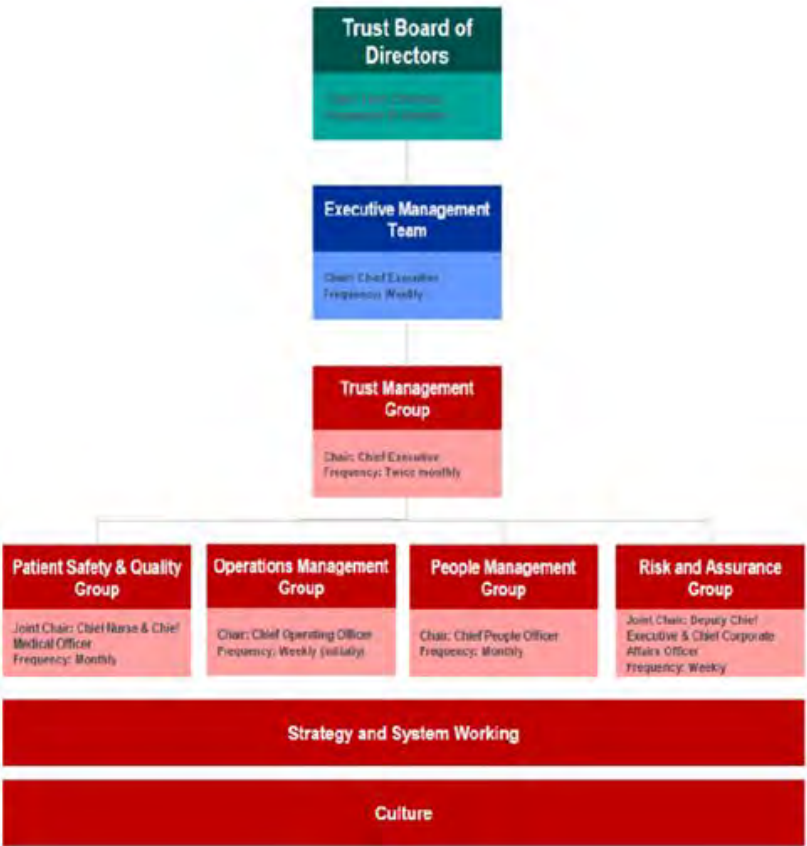 Trust Board of
Directors
Executive Management
Team
Chair: Chief Executive
Frequency: Weekly
Trust Management
Group
Chair: Chief Executive
Frequency: Twice monthly
Patient Safety & Quality
Group
Joint Chair: Chief Nurse & Chief
Medical Officer
Frequency: Monthly
Operations Management
Group
Chair: Chief Operating Officer
Frequency: Weekly (initially)
People Management
Group
Chair: Chief People Officer
Frequency: Monthly
Risk and Assurance
Group
Joint Chair: Deputy Chief
Executive & Chief Corporate
Affairs Officer
Frequency: Weekly
Strategy and System Working
Culture